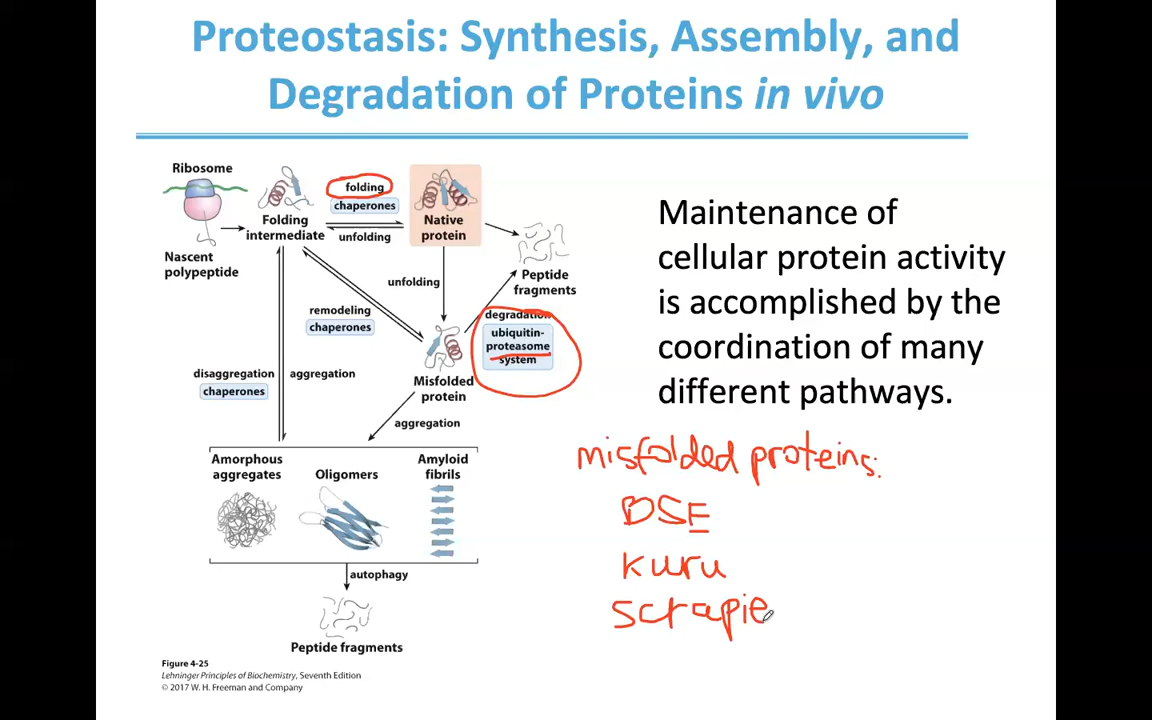 Proteostasis: Synthesis, Assembly, and
Degradation of Proteins in vivo
Ribosome
Nascent
polypeptide
Folding
intermediate
folding
chaperones
unfolding
Native
protein
Peptide
fragments
unfolding
degradation
ubiquitin-
proteasome
system
remodeling
chaperones
Misfolded
protein
disaggregation
chaperones
aggregation
aggregation
Amorphous
aggregates
Oligomers
Amyloid
fibrils
autophagy
Peptide fragments
Figure 4-25
Lehninger Principles of Biochemistry, Seventh Edition
© 2017 W. H. Freeman and Company
Maintenance of
cellular protein activity
is accomplished by the
coordination of many
different pathways.
misfolded proteins:
BSE
kuru
scrapie